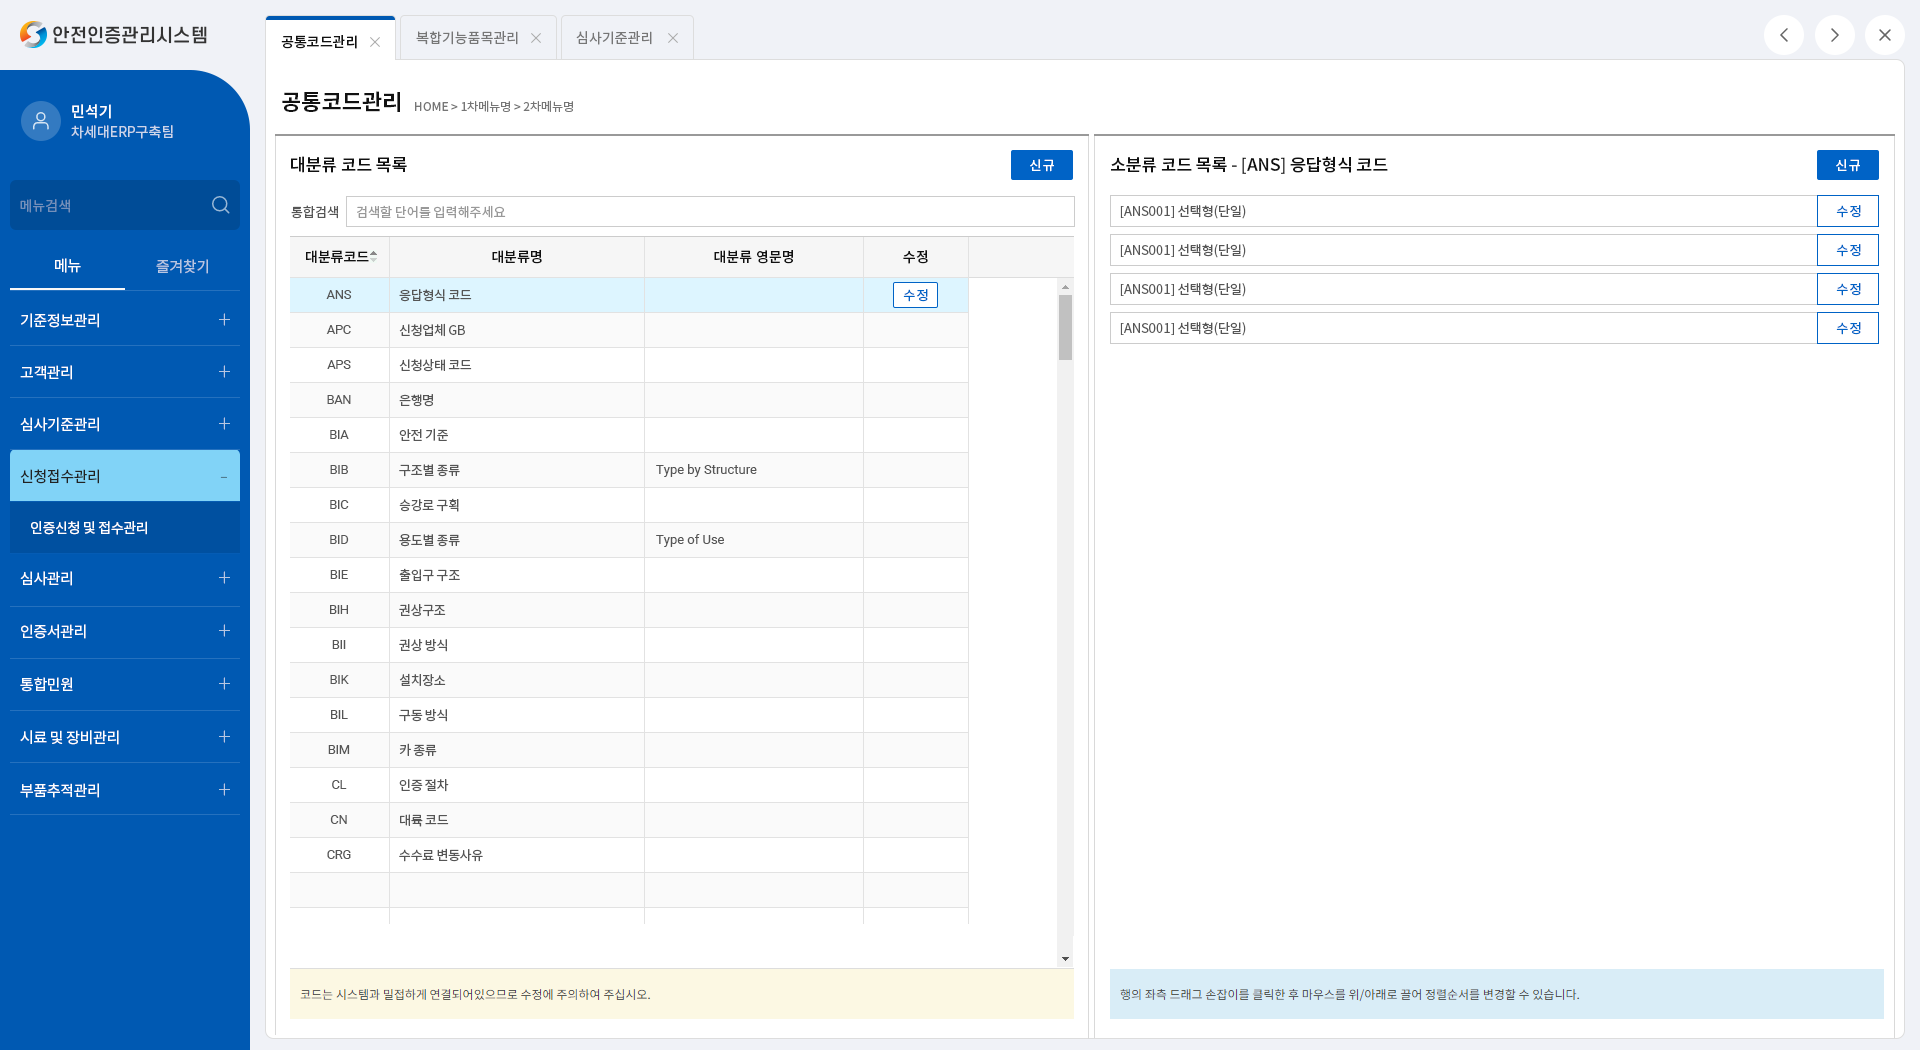 안전인증관리시스템
민석기
차세대ERP구축팀
메뉴검색
메뉴 즐겨찾기
기준정보관리
고객관리
심사기준관리
신청접수관리
인증신청 및 접수관리
심사관리
인증서관리
통합민원
시료 및 장비관리
부품추적관리
공통코드관리 복합기능품목관리 심사기준관리
공통코드관리 HOME > 1차메뉴명 > 2차메뉴명
대분류 코드 목록 신규
통합검색 검색할 단어를 입력해주세요
대분류코드 대분류명 대분류 영문명 수정
ANS 응답형식 코드 수정
APC 신청업체 GB
APS 신청상태 코드
BAN 은행명
BIA 안전 기준
BIB 구조별 종류 Type by Structure
BIC 승강로 구획
BID 용도별 종류 Type of Use
BIE 출입구 구조
BIH 권상구조
BII 권상 방식
BIK 설치장소
BIL 구동 방식
BIM 카 종류
CL 인증 절차
CN 대륙 코드
CRG 수수료 변동사유
코드는 시스템과 밀접하게 연결되어있으므로 수정에 주의하여 주십시오.
소분류 코드 목록 - [ANS] 응답형식 코드 신규
[ANS001] 선택형(단일) 수정
[ANS001] 선택형(단일) 수정
[ANS001] 선택형(단일) 수정
[ANS001] 선택형(단일) 수정
행의 좌측 드래그 손잡이를 클릭한 후 마우스를 위/아래로 끌어 정렬순서를 변경할 수 있습니다.